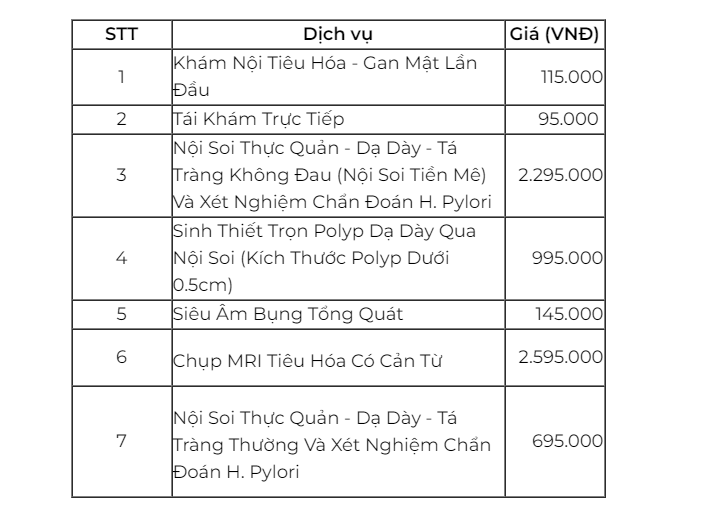 STT Dịch vụ Giá (VNĐ)
1 Khám Nội Tiêu Hóa - Gan Mật Lần
Đầu 115.000
2 Tái Khám Trực Tiếp 95.000
Nội Soi Thực Quản - Dạ Dày - Tá
3 Tràng Không Đau (Nội Soi Tiền Mê) 2.295.000
Và Xét Nghiệm Chẩn Đoán H. Pylori
Sinh Thiết Trọn Polyp Dạ Dày Qua
4 Nội Soi (Kích Thước Polyp Dưới 995.000
0.5cm)
5 Siêu Âm Bụng Tổng Quát 145.000
6 Chụp MRI Tiêu Hóa Có Cản Từ 2.595.000
Nội Soi Thực Quản - Dạ Dày - Tá
7 Tràng Thường Và Xét Nghiệm Chẩn 695.000
Đoán H. Pylori